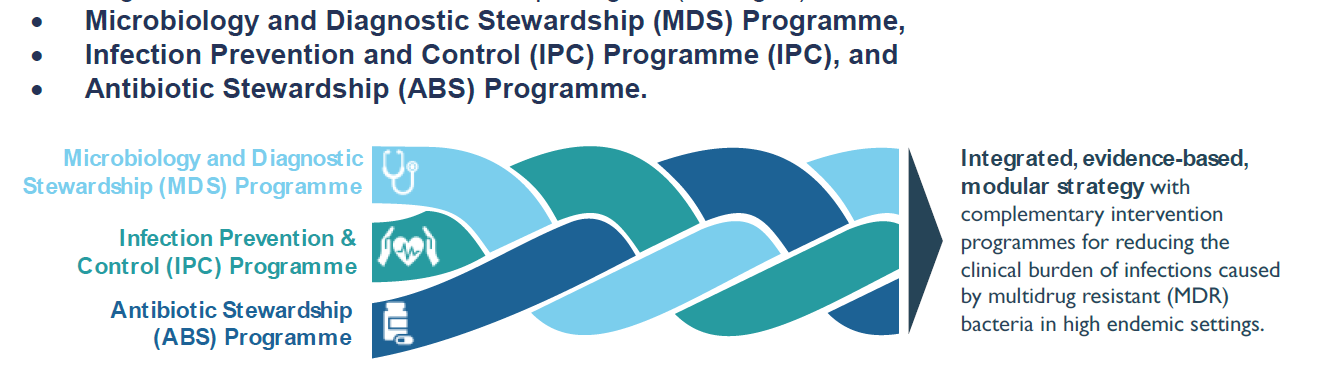 • Microbiology and Diagnostic Stewardship (MDS) Programme,
• Infection Prevention and Control (IPC) Programme (IPC), and
• Antibiotic Stewardship (ABS) Programme.
Microbiology and Diagnostic
Stewardship (MDS) Programme
Infection Prevention &
Control (IPC) Programme
Antibiotic Stewardship
(ABS) Programme
Integrated, evidence-based,
modular strategy with
complementary intervention
programmes for reducing the
clinical burden of infections caused
by multidrug resistant (MDR)
bacteria in high endemic settings.